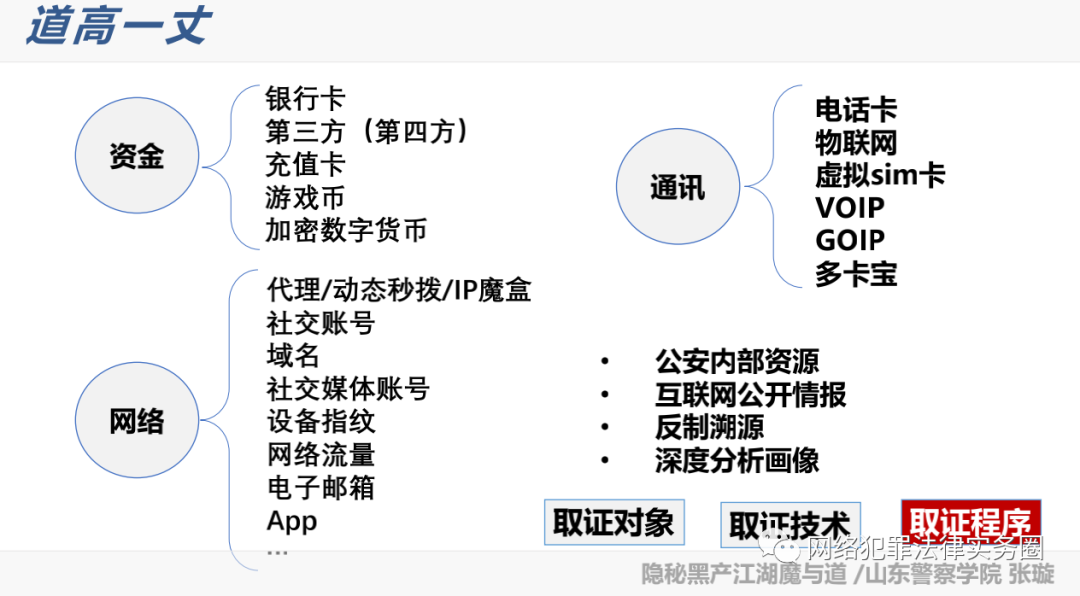 道高一丈
资金
银行卡
第三方（第四方）
充值卡
游戏币
加密数字货币
通讯
电话卡
物联网
虚拟sim卡
VOIP
GOIP
多卡宝
网络
代理/动态秒拨/IP魔盒
社交账号
域名
社交媒体账号
设备指纹
网络流量
电子邮箱
App
...
• 公安内部资源
• 互联网公开情报
• 反制溯源
• 深度分析画像
取证对象
取证技术
取证程序
网络犯罪法律实务圈
隐秘黑产江湖魔与道 /山东警察学院 张璇